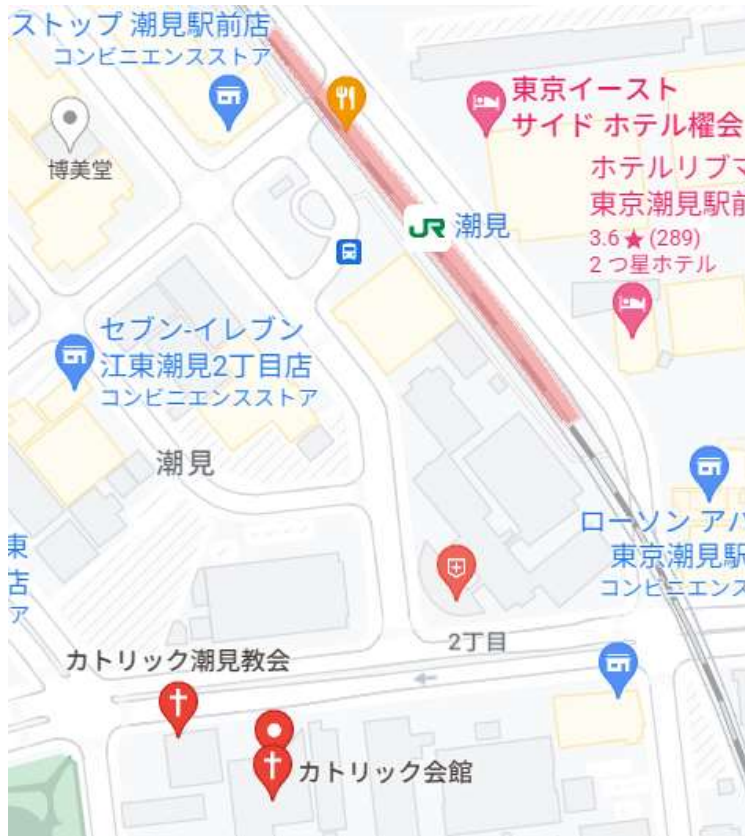 ストップ 潮見駅前店
コンビニエンスストア
博美堂
東京イースト
サイド ホテル櫂会
ホテルリブマ
東京潮見駅前
3.6★(289)
2 つ星ホテル
JR 潮見
セブン-イレブン
江東潮見2丁目店
コンビニエンスストア
潮見
ローソン アパ
東京潮見駅
コンビニエンス
東
店
ア
2丁目
カトリック潮見教会
カトリック会館